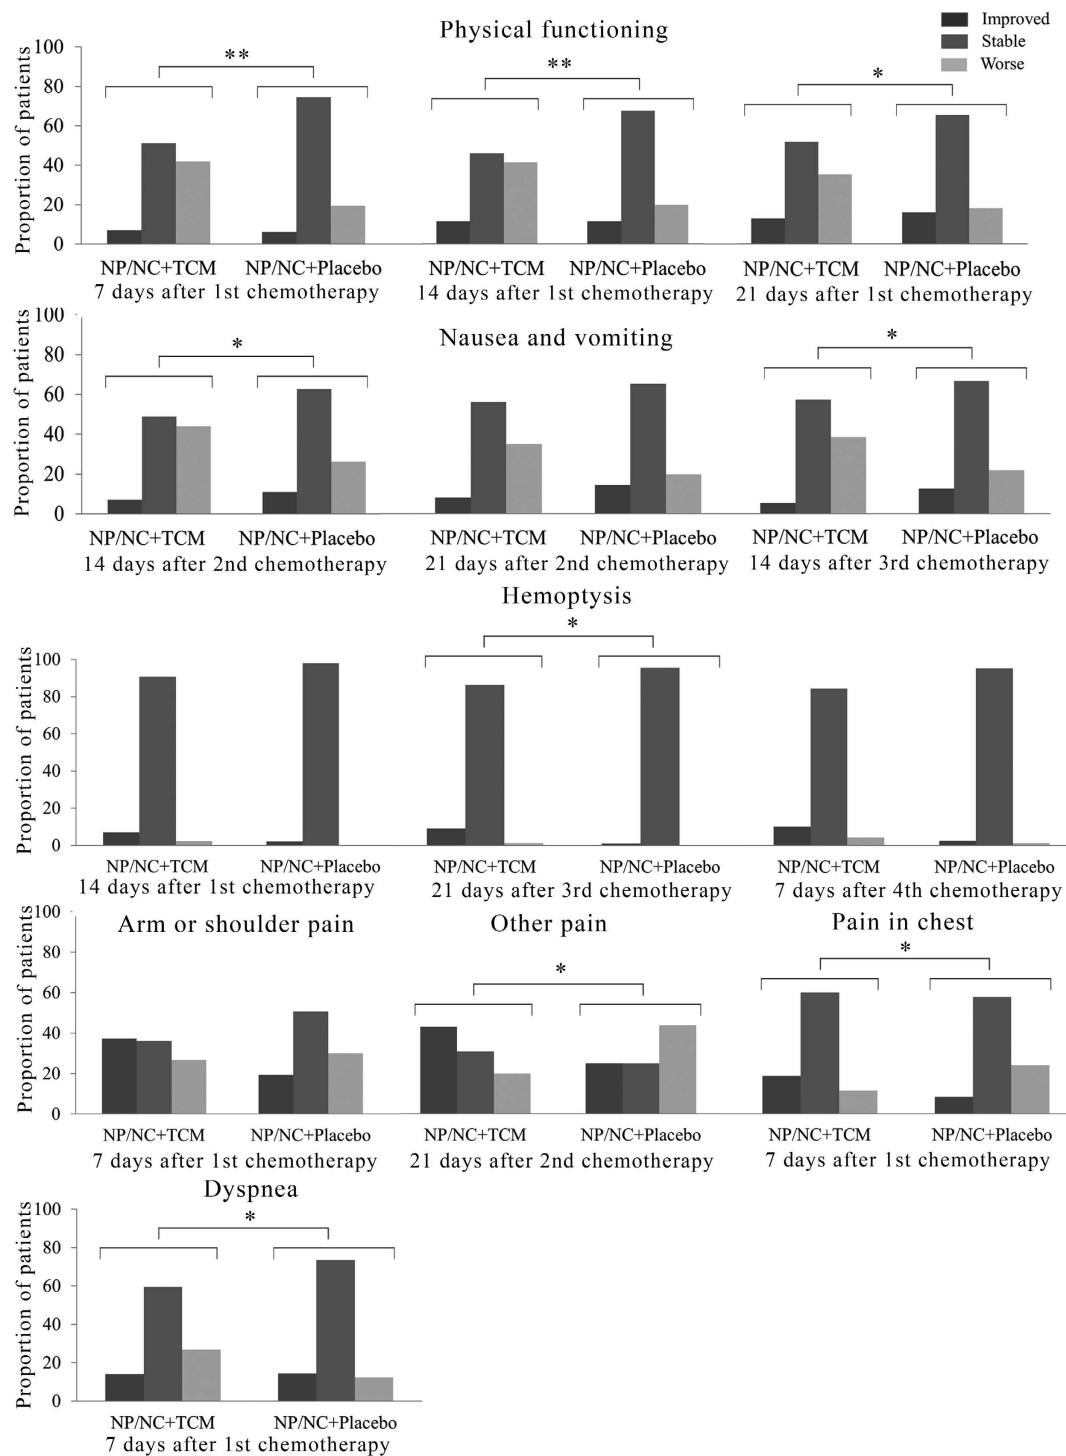 Physical functioning
Improved
Stable
Worse
Proportion of patients
100
80
60
40
20
0
**
**
*
NP/NC+TCM NP/NC+Placebo
7 days after 1st chemotherapy
NP/NC+TCM NP/NC+Placebo
14 days after 1st chemotherapy
NP/NC+TCM NP/NC+Placebo
21 days after 1st chemotherapy
Nausea and vomiting
Proportion of patients
100
80
60
40
20
0
*
*
NP/NC+TCM NP/NC+Placebo
14 days after 2nd chemotherapy
NP/NC+TCM NP/NC+Placebo
21 days after 2nd chemotherapy
NP/NC+TCM NP/NC+Placebo
14 days after 3rd chemotherapy
Hemoptysis
Proportion of patients
100
80
60
40
20
0
*
NP/NC+TCM NP/NC+Placebo
14 days after 1st chemotherapy
NP/NC+TCM NP/NC+Placebo
21 days after 3rd chemotherapy
NP/NC+TCM NP/NC+Placebo
7 days after 4th chemotherapy
Proportion of patients
100
80
60
40
20
0
Arm or shoulder pain
NP/NC+TCM NP/NC+Placebo
7 days after 1st chemotherapy
Other pain
*
NP/NC+TCM NP/NC+Placebo
21 days after 2nd chemotherapy
Pain in chest
*
NP/NC+TCM NP/NC+Placebo
7 days after 1st chemotherapy
Dyspnea
Proportion of patients
100
80
60
40
20
0
*
NP/NC+TCM NP/NC+Placebo
7 days after 1st chemotherapy